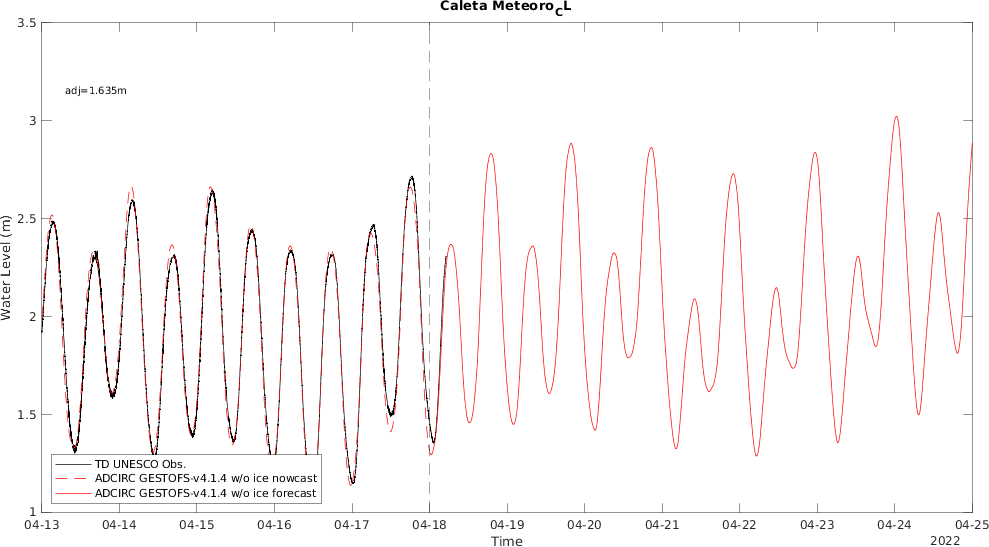 Caleta Meteoro_CL
3.5
adj=1.635m
3
2.5
Water Level (m)
2
1.5
TD UNESCO Obs.
ADCIRC GESTOFS-v4.1.4 w/o ice nowcast
ADCIRC GESTOFS-v4.1.4 w/o ice forecast
1
04-13 04-14 04-15 04-16 04-17 04-18 04-19 04-20 04-21 04-22 04-23 04-24 04-25
Time
2022